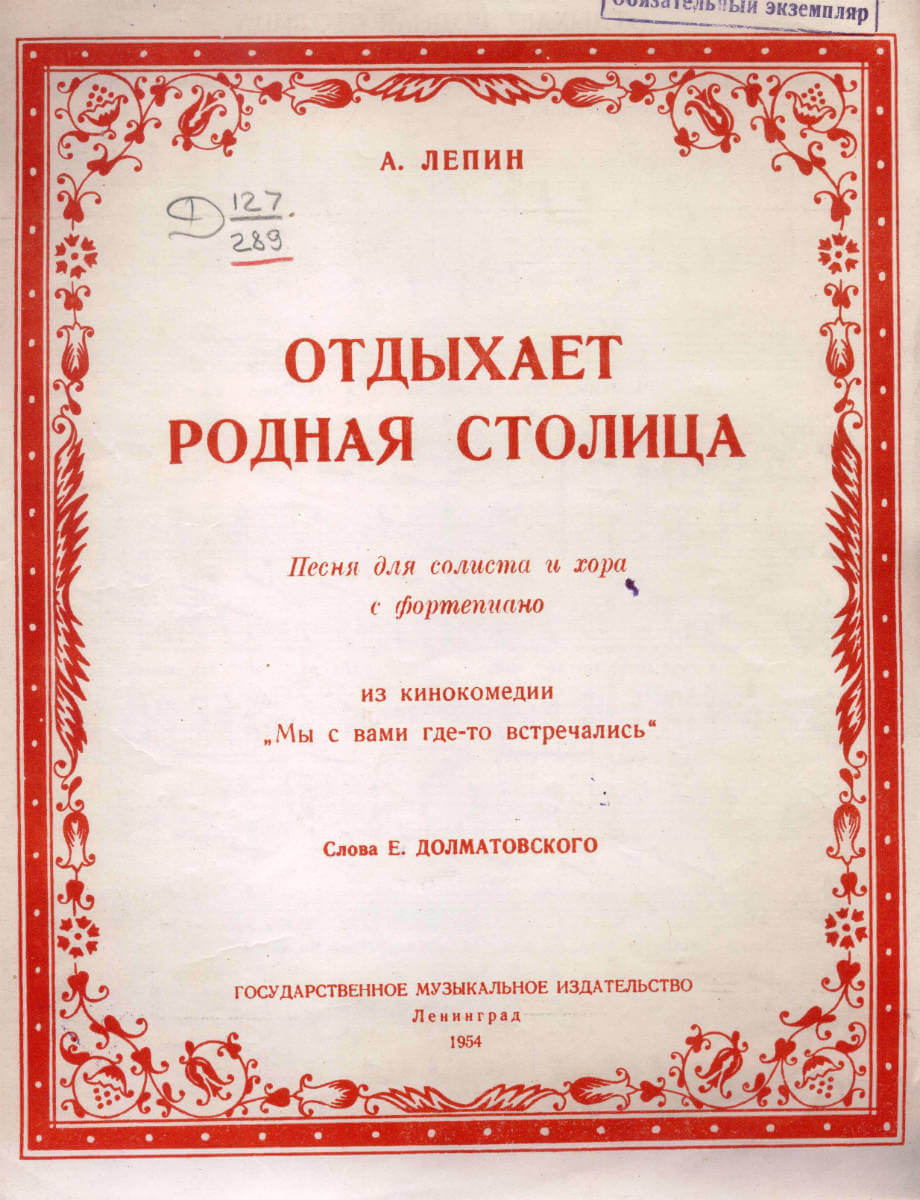 Обязательный экземпляр
А. ЛЕПИН
127
289
ОТДЫХАЕТ
РОДНАЯ СТОЛИЦА
Песня для солиста и хора
с фортепиано
из кинокомедии
„Мы с вами где-то встречались“
Слова Е. ДОЛМАТОВСКОГО
ГОСУДАРСТВЕННОЕ МУЗЫКАЛЬНОЕ ИЗДАТЕЛЬСТВО
Ленинград
1954